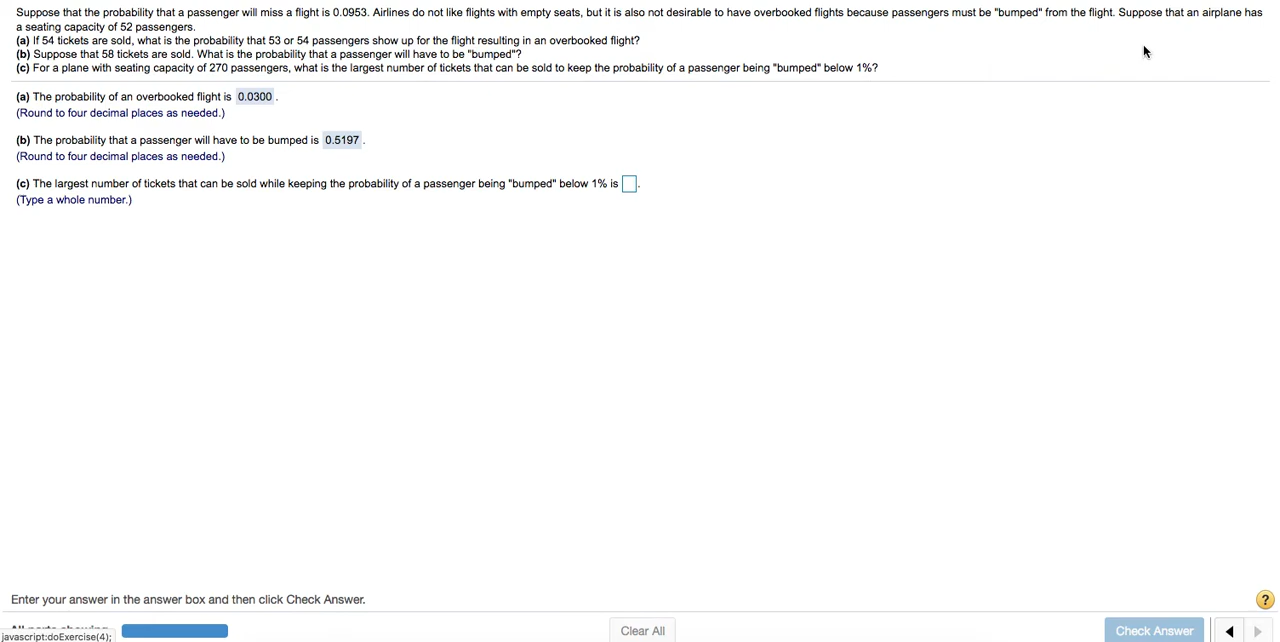 Suppose that the probability that a passenger will miss a flight is 0.0953. Airlines do not like flights with empty seats, but it is also not desirable to have overbooked flights because passengers must be "bumped" from the flight. Suppose that an airplane has
a seating capacity of 52 passengers.
(a) If 54 tickets are sold, what is the probability that 53 or 54 passengers show up for the flight resulting in an overbooked flight?
(b) Suppose that 58 tickets are sold. What is the probability that a passenger will have to be "bumped"?
(c) For a plane with seating capacity of 270 passengers, what is the largest number of tickets that can be sold to keep the probability of a passenger being "bumped" below 1%?
(a) The probability of an overbooked flight is 0.0300.
(Round to four decimal places as needed.)
(b) The probability that a passenger will have to be bumped is 0.5197.
(Round to four decimal places as needed.)
(c) The largest number of tickets that can be sold while keeping the probability of a passenger being "bumped" below 1% is .
(Type a whole number.)
Enter your answer in the answer box and then click Check Answer.
?
javascript:doExercise(4);
Clear All
Check Answer